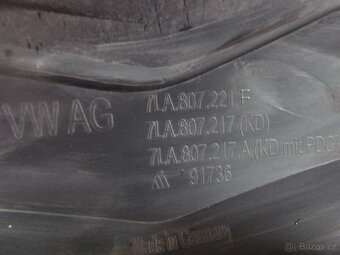 VW AG
7LA.807.221 F
7LA.807.217 (KD)
7LA.807.217 A (KD mit PDC
91736
Made in Germany
© Bazos.cz